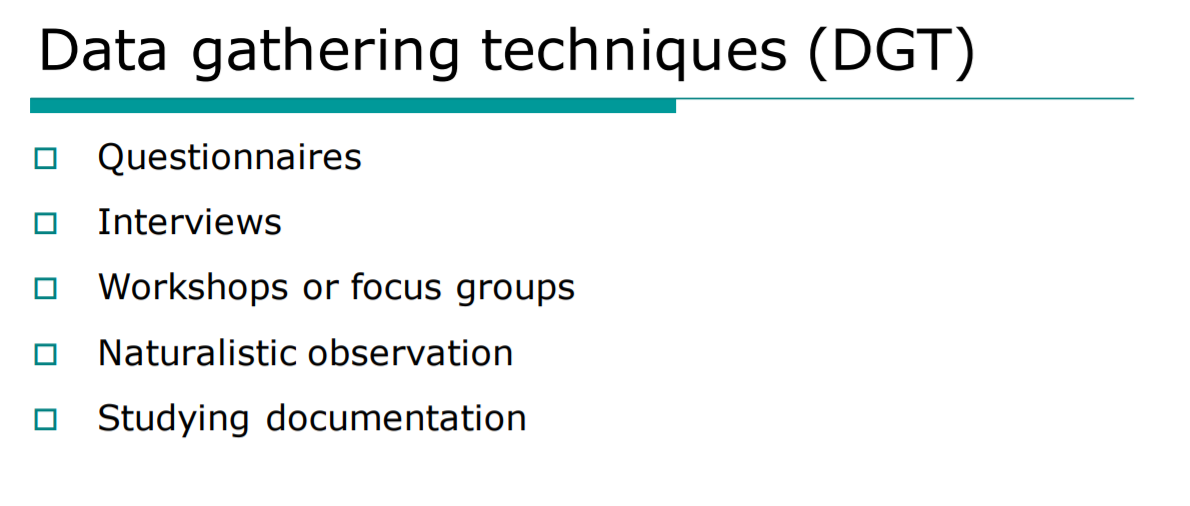 Data gathering techniques (DGT)
Questionnaires
Interviews
Workshops or focus groups
Naturalistic observation
Studying documentation